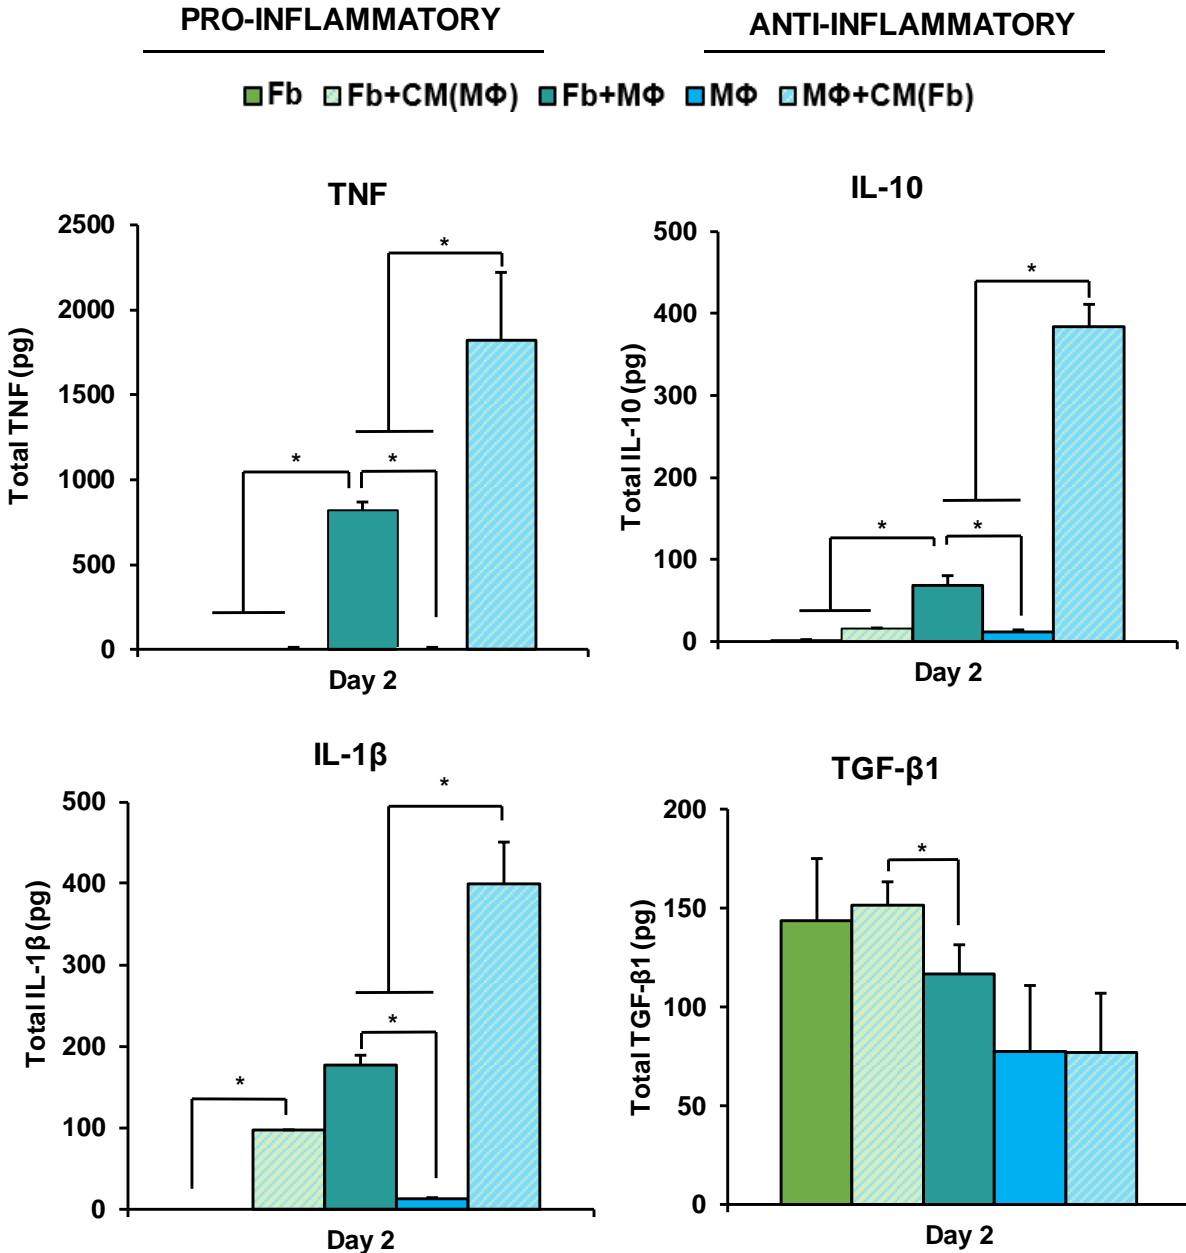 PRO-INFLAMMATORY
ANTI-INFLAMMATORY
Fb Fb+CM(MΦ) Fb+MΦ MΦ MΦ+CM(Fb)
TNF
Total TNF (pg)
2500
2000
1500
1000
500
0
*
*
*
Day 2
IL-10
Total IL-10 (pg)
500
400
300
200
100
0
*
*
*
Day 2
IL-1β
Total IL-1β (pg)
500
400
300
200
100
0
*
*
*
Day 2
TGF-β1
Total TGF-β1 (pg)
200
150
100
50
0
*
Day 2